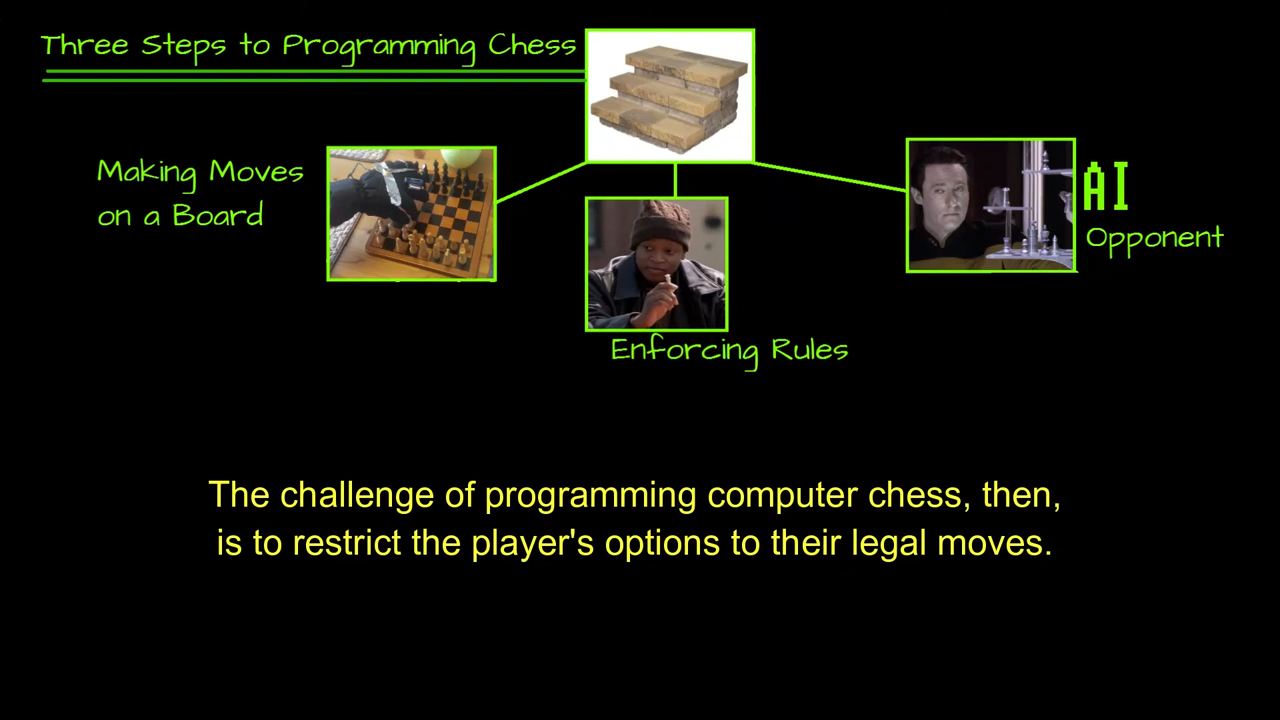 Three Steps to Programming Chess
Making Moves
on a Board
AI
Opponent
Enforcing Rules
The challenge of programming computer chess, then,
is to restrict the player's options to their legal moves.